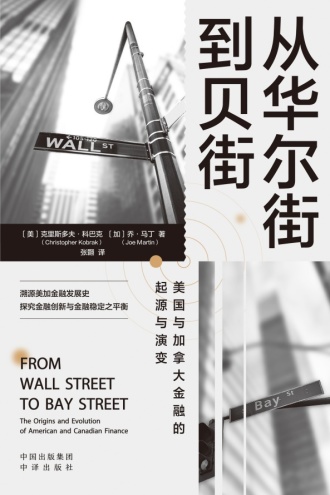 从华尔街
到贝街
WALL ST
[美]克里斯多夫·科巴克 [加]乔·马丁 著
(Christopher Kobrak) (Joe Martin)
张翾 译
美国与加拿大金融的
起源与演变
溯源美加金融发展史
探究金融创新与金融稳定之平衡
FROM
WALL STREET
TO BAY STREET
The Origins and Evolution
of American and Canadian Finance
Bay ST
中国出版集团
中译出版社